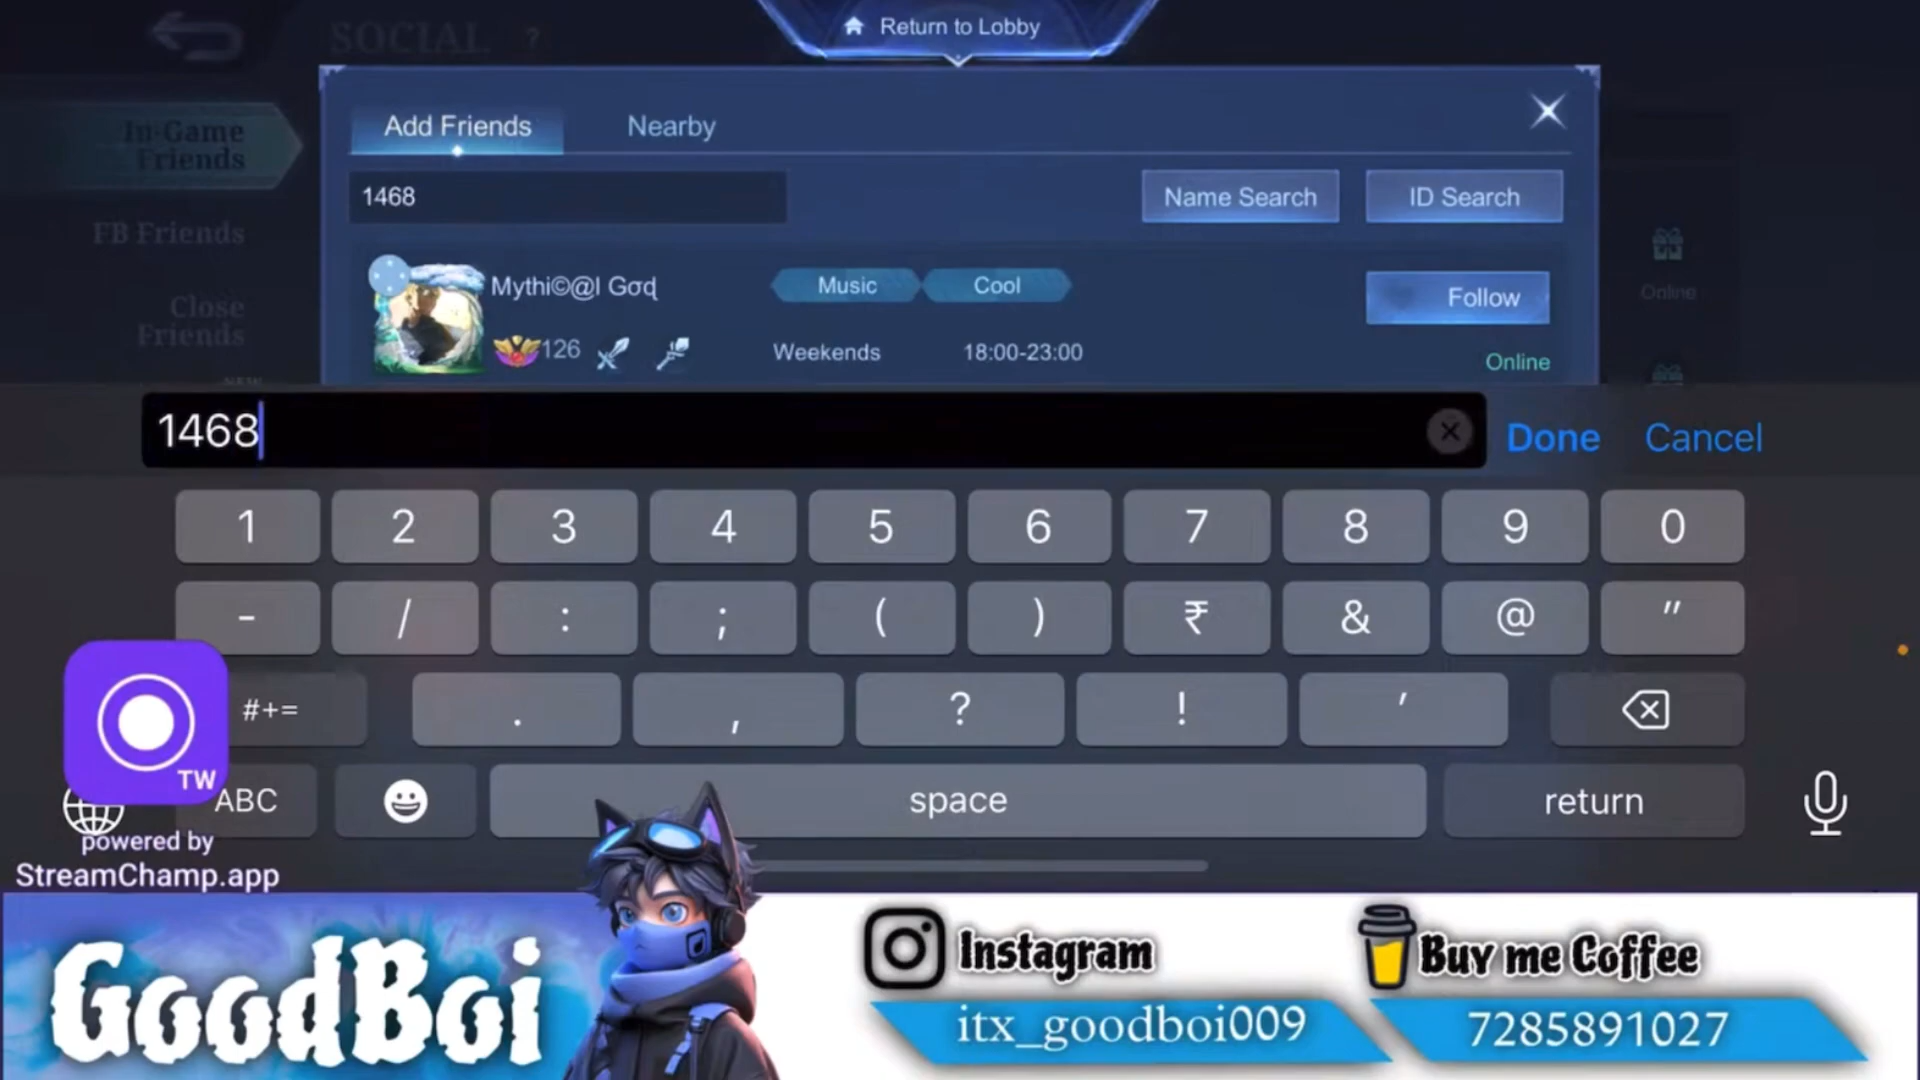 SOCIAL ?
Return to Lobby
Add Friends
Nearby
In-Game
Friends
1468
Name Search
ID Search
FB Friends
Mythi©@l Gơɖ
Music
Cool
Follow
Online
Close
Friends
126
Weekends
18:00-23:00
Online
NEW
1468
Done
Cancel
1 2 3 4 5 6 7 8 9 0
- / : ; ( ) ₹ & @ "
#+= . , ? ! '
TW
ABC
space
return
powered by
StreamChamp.app
GoodBoi
Instagram
Buy me Coffee
itx_goodboi009
7285891027